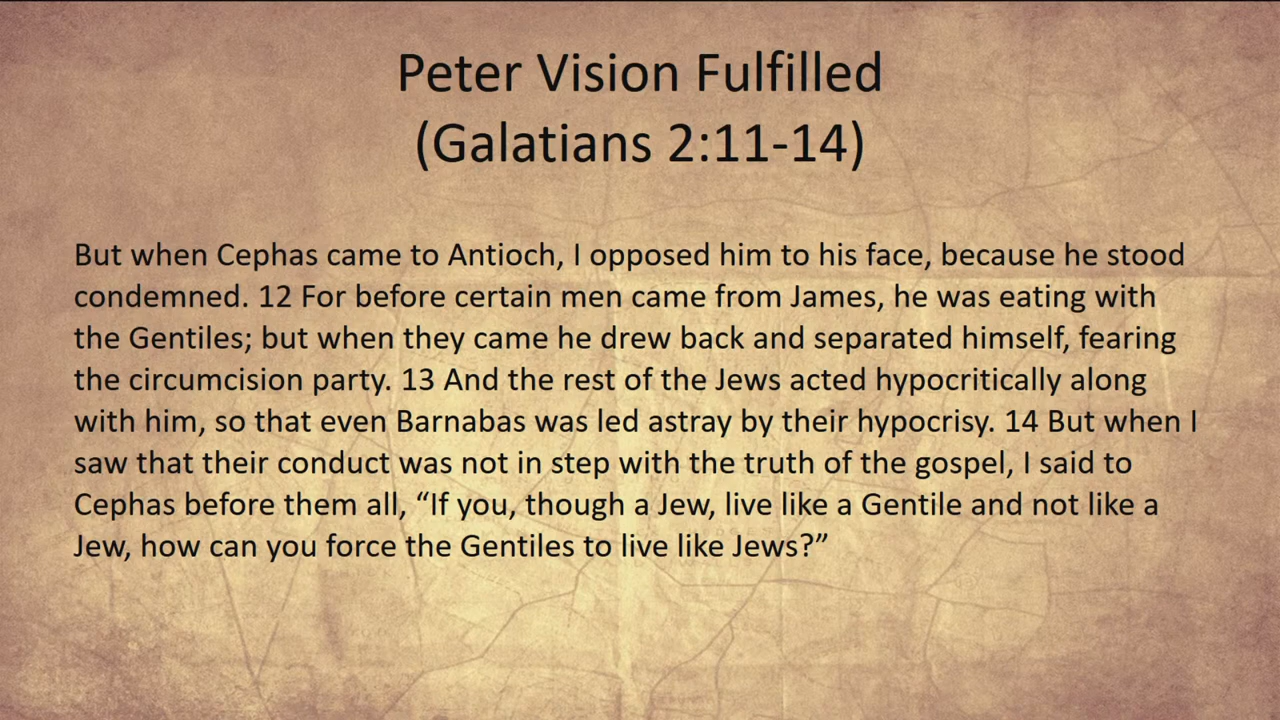 Peter Vision Fulfilled
(Galatians 2:11-14)
But when Cephas came to Antioch, I opposed him to his face, because he stood
condemned. 12 For before certain men came from James, he was eating with
the Gentiles; but when they came he drew back and separated himself, fearing
the circumcision party. 13 And the rest of the Jews acted hypocritically along
with him, so that even Barnabas was led astray by their hypocrisy. 14 But when I
saw that their conduct was not in step with the truth of the gospel, I said to
Cephas before them all, “If you, though a Jew, live like a Gentile and not like a
Jew, how can you force the Gentiles to live like Jews?”